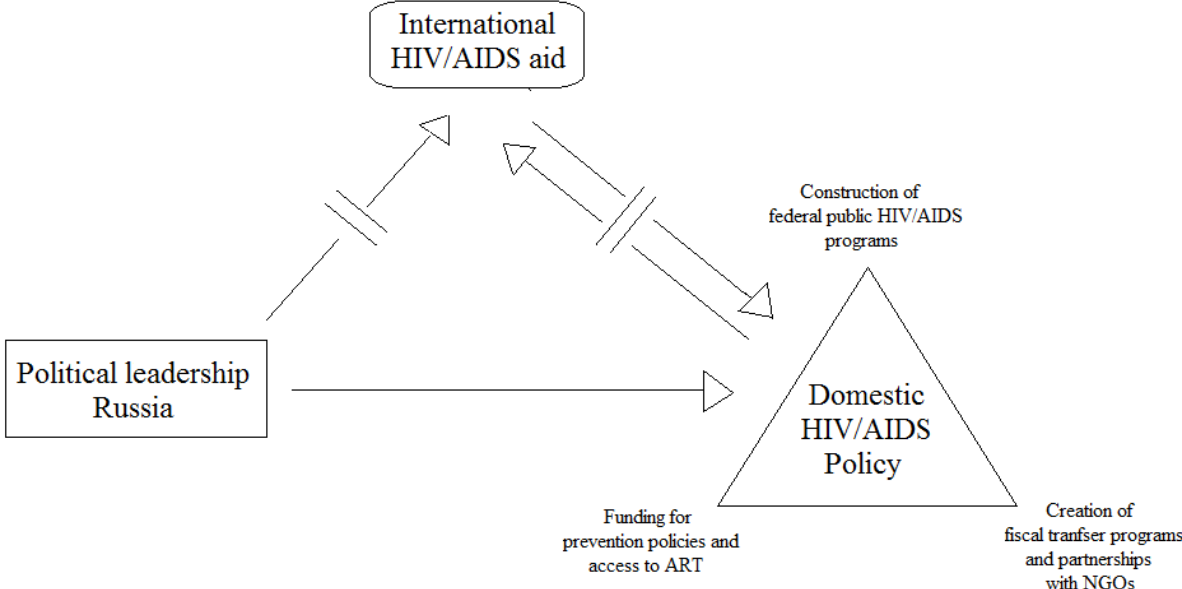 International
HIV/AIDS aid
Construction of
federal public HIV/AIDS
programs
Political leadership
Russia
Domestic
HIV/AIDS
Policy
Funding for
prevention policies and
access to ART
Creation of
fiscal tranfser programs
and partnerships
with NGOs